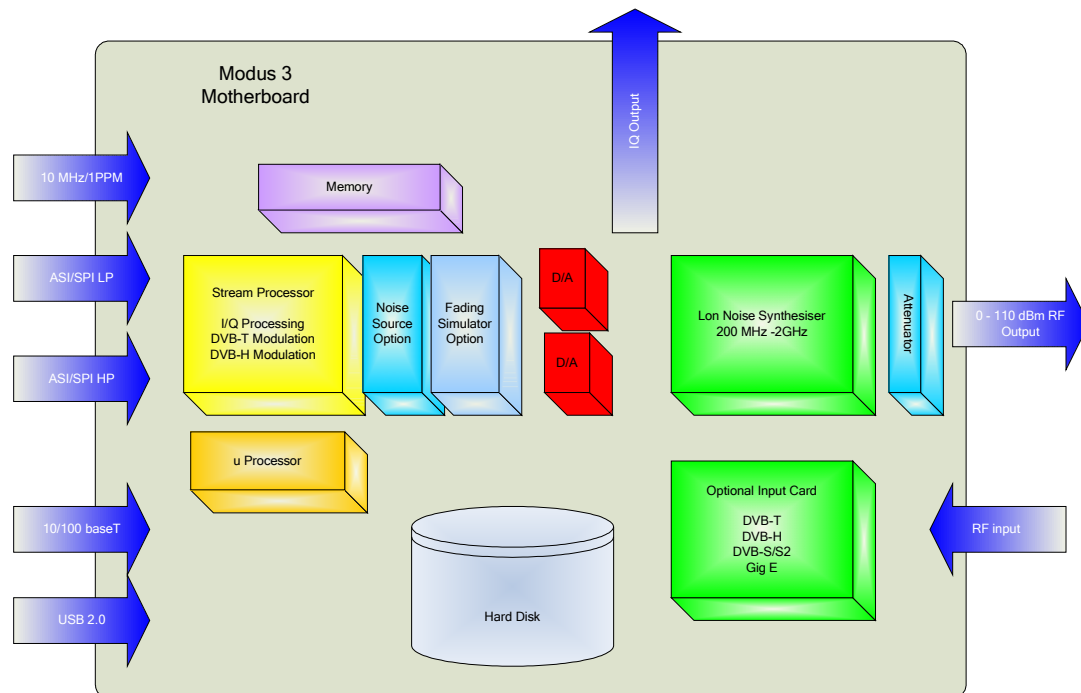 Modus 3
Motherboard
IQ Output
10 MHz/1PPM
Memory
ASI/SPI LP
Stream Processor
I/Q Processing
DVB-T Modulation
DVB-H Modulation
Noise
Source
Option
Fading
Simulator
Option
D/A
D/A
Lon Noise Synthesiser
200 MHz -2GHz
Attenuator
0 - 110 dBm RF
Output
ASI/SPI HP
u Processor
Optional Input Card
DVB-T
DVB-H
DVB-S/S2
Gig E
10/100 baseT
RF input
USB 2.0
Hard Disk